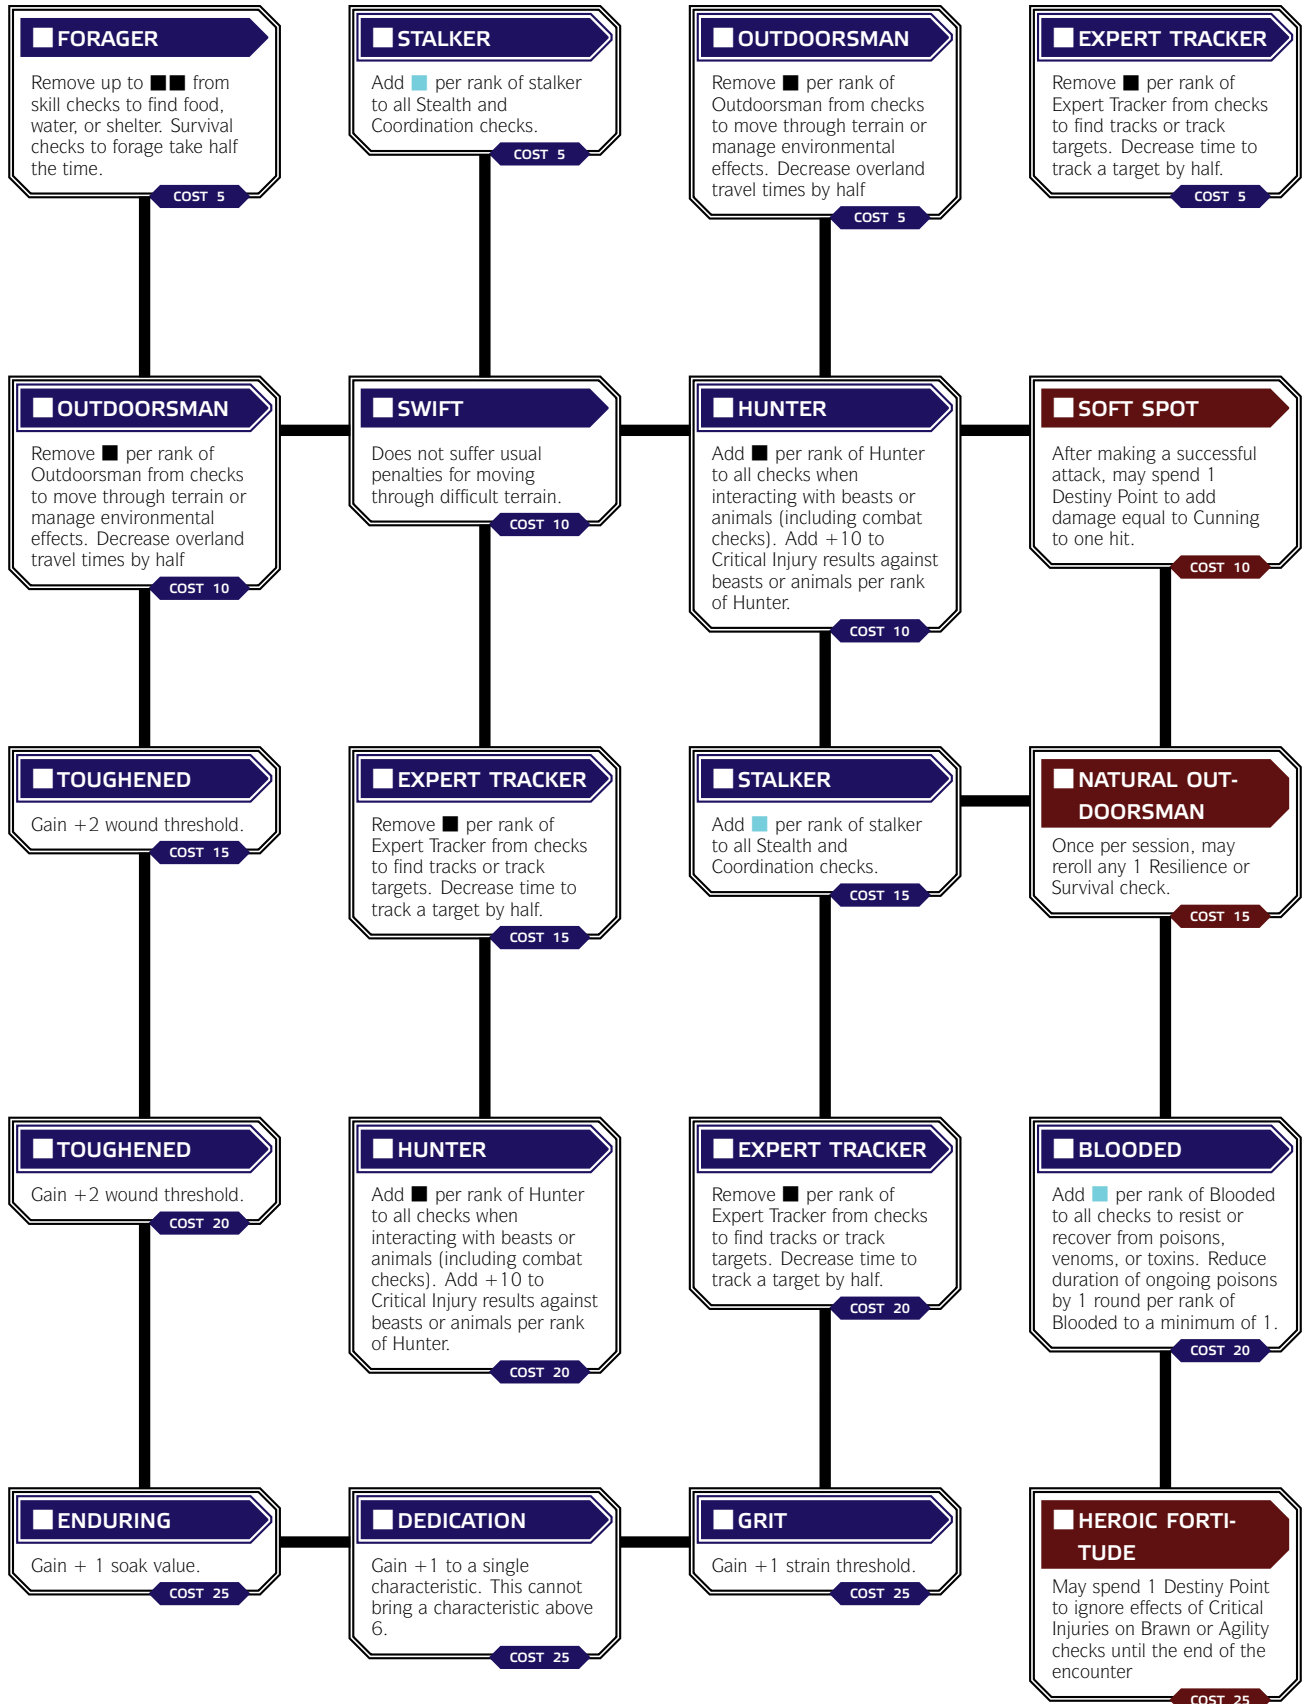 FORAGER
Remove up to from
skill checks to find food,
water, or shelter. Survival
checks to forage take half
the time.
COST 5
STALKER
Add per rank of stalker
to all Stealth and
Coordination checks.
COST 5
OUTDOORSMAN
Remove per rank of
Outdoorsman from checks
to move through terrain or
manage environmental
effects. Decrease overland
travel times by half
COST 5
EXPERT TRACKER
Remove per rank of
Expert Tracker from checks
to find tracks or track
targets. Decrease time to
track a target by half.
COST 5
OUTDOORSMAN
Remove per rank of
Outdoorsman from checks
to move through terrain or
manage environmental
effects. Decrease overland
travel times by half
COST 10
SWIFT
Does not suffer usual
penalties for moving
through difficult terrain.
COST 10
HUNTER
Add per rank of Hunter
to all checks when
interacting with beasts or
animals (including combat
checks). Add +10 to
Critical Injury results against
beasts or animals per rank
of Hunter.
COST 10
SOFT SPOT
After making a successful
attack, may spend 1
Destiny Point to add
damage equal to Cunning
to one hit.
COST 10
TOUGHENED
Gain +2 wound threshold.
COST 15
EXPERT TRACKER
Remove per rank of
Expert Tracker from checks
to find tracks or track
targets. Decrease time to
track a target by half.
COST 15
STALKER
Add per rank of stalker
to all Stealth and
Coordination checks.
COST 15
NATURAL OUT-
DOORSMAN
Once per session, may
reroll any 1 Resilience or
Survival check.
COST 15
TOUGHENED
Gain +2 wound threshold.
COST 20
HUNTER
Add per rank of Hunter
to all checks when
interacting with beasts or
animals (including combat
checks). Add +10 to
Critical Injury results against
beasts or animals per rank
of Hunter.
COST 20
EXPERT TRACKER
Remove per rank of
Expert Tracker from checks
to find tracks or track
targets. Decrease time to
track a target by half.
COST 20
BLOODED
Add per rank of Blooded
to all checks to resist or
recover from poisons,
venoms, or toxins. Reduce
duration of ongoing poisons
by 1 round per rank of
Blooded to a minimum of 1.
COST 20
ENDURING
Gain + 1 soak value.
COST 25
DEDICATION
Gain +1 to a single
characteristic. This cannot
bring a characteristic above
6.
COST 25
GRIT
Gain +1 strain threshold.
COST 25
HEROIC FORTI-
TUDE
May spend 1 Destiny Point
to ignore effects of Critical
Injuries on Brawn or Agility
checks until the end of the
encounter
COST 25